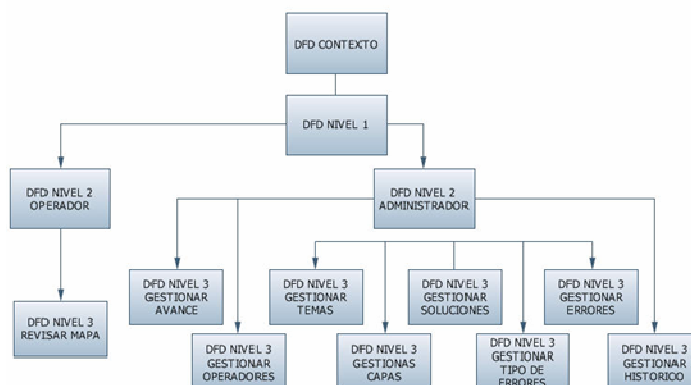 DFD CONTEXTO
DFD NIVEL 1
DFD NIVEL 2
OPERADOR
DFD NIVEL 2
ADMINISTRADOR
DFD NIVEL 3
REVISAR MAPA
DFD NIVEL 3
GESTIONAR
AVANCE
DFD NIVEL 3
GESTIONAR
TEMAS
DFD NIVEL 3
GESTIONAR
SOLUCIONES
DFD NIVEL 3
GESTIONAR
ERRORES
DFD NIVEL 3
GESTIONAR
OPERADORES
DFD NIVEL 3
GESTIONAS
CAPAS
DFD NIVEL 3
GESTIONAR
TIPO DE
ERRORES
DFD NIVEL 3
GESTIONAR
HISTORICO